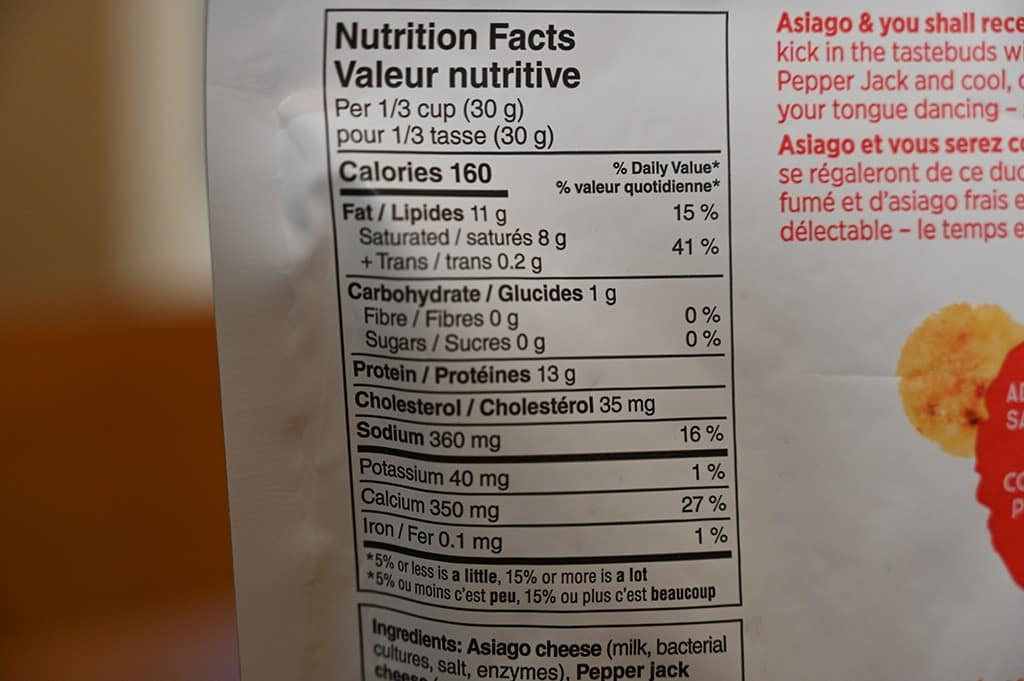 Nutrition Facts
Valeur nutritive
Per 1/3 cup (30 g)
pour 1/3 tasse (30 g)
Calories 160
% Daily Value*
% valeur quotidienne*
Fat / Lipides 11 g 15 %
Saturated / saturés 8 g
+ Trans / trans 0.2 g
41 %
Carbohydrate / Glucides 1 g
Fibre / Fibres 0 g 0 %
Sugars / Sucres 0 g 0 %
Protein / Protéines 13 g
Cholesterol / Cholestérol 35 mg
Sodium 360 mg 16 %
Potassium 40 mg 1 %
Calcium 350 mg 27 %
Iron / Fer 0.1 mg 1 %
*5% or less is a little, 15% or more is a lot
*5% ou moins c'est peu, 15% ou plus c'est beaucoup
Ingredients: Asiago cheese (milk, bacterial
cultures, salt, enzymes), Pepper jack
Asiago & you shall
kick in the tastebuds
Pepper Jack and cool,
your tongue dancing –
Asiago et vous serez
se régaleront de ce
fumé et d'asiago frais
délectable – le temps